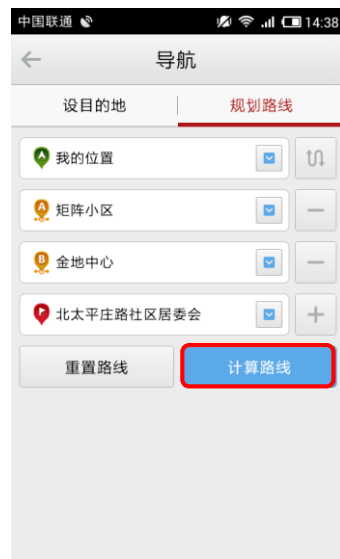 中国联通 14:38
导航
设目的地 规划路线
我的位置
A 矩阵小区
B 金地中心
北太平庄路社区居委会
重置路线 计算路线